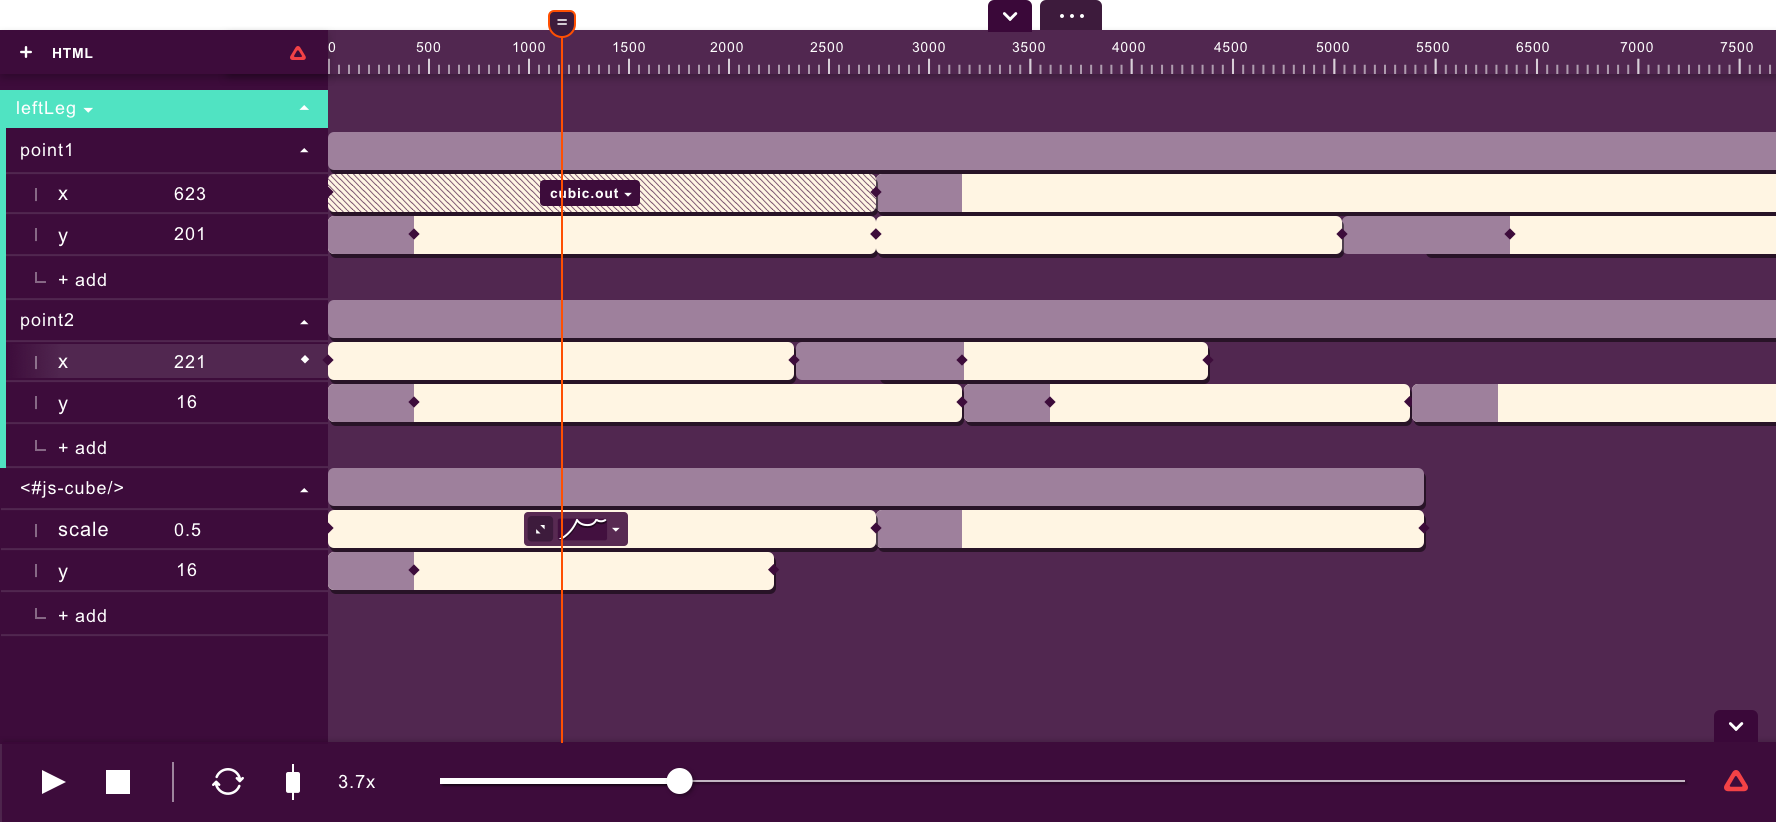 =
+ HTML
0 500 1000 1500 2000 2500 3000 3500 4000 4500 5000 5500 6000 6500 7000 7500
leftLeg
point1
x 623
cubic.out
y 201
+ add
point2
x 221
y 16
+ add
<#js-cube/>
scale 0.5
y 16
+ add
3.7x